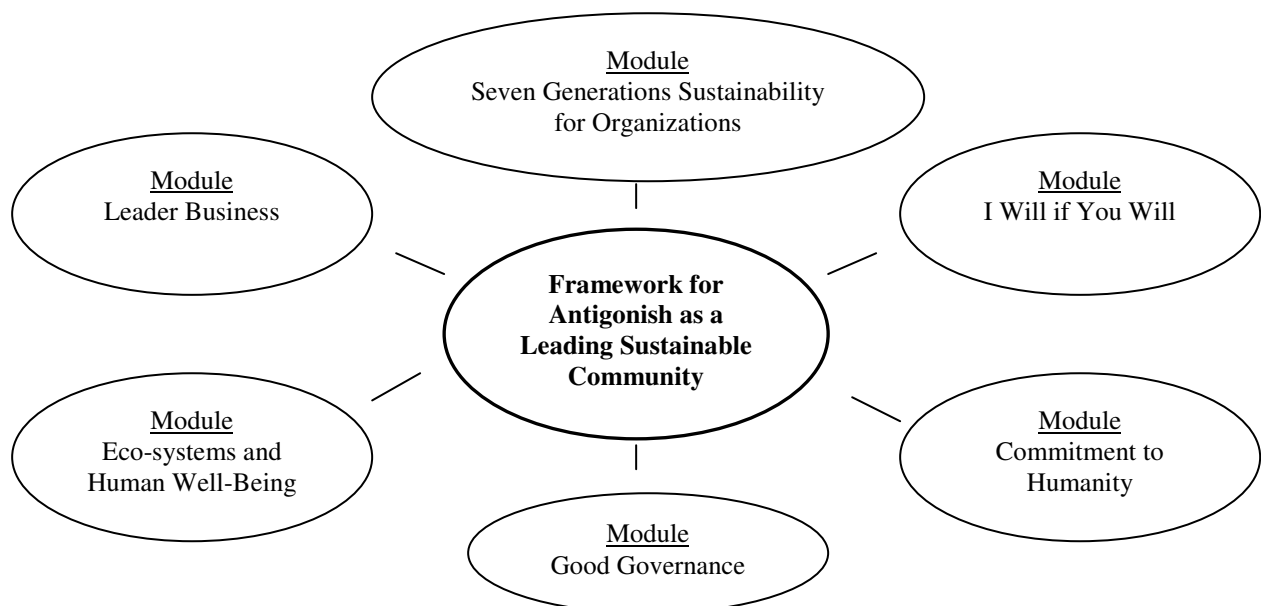 Module
Seven Generations Sustainability
for Organizations
Module
Leader Business
Module
I Will if You Will
Framework for
Antigonish as a
Leading Sustainable
Community
Module
Eco-systems and
Human Well-Being
Module
Commitment to
Humanity
Module
Good Governance